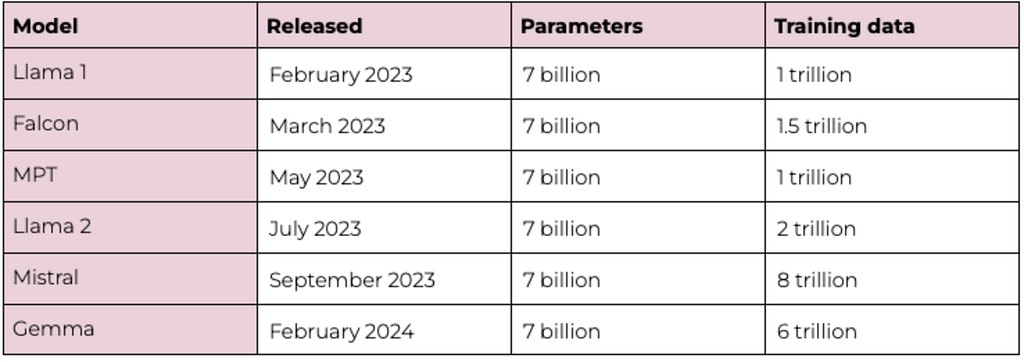 Model Released Parameters Training data
Llama 1 February 2023 7 billion 1 trillion
Falcon March 2023 7 billion 1.5 trillion
MPT May 2023 7 billion 1 trillion
Llama 2 July 2023 7 billion 2 trillion
Mistral September 2023 7 billion 8 trillion
Gemma February 2024 7 billion 6 trillion